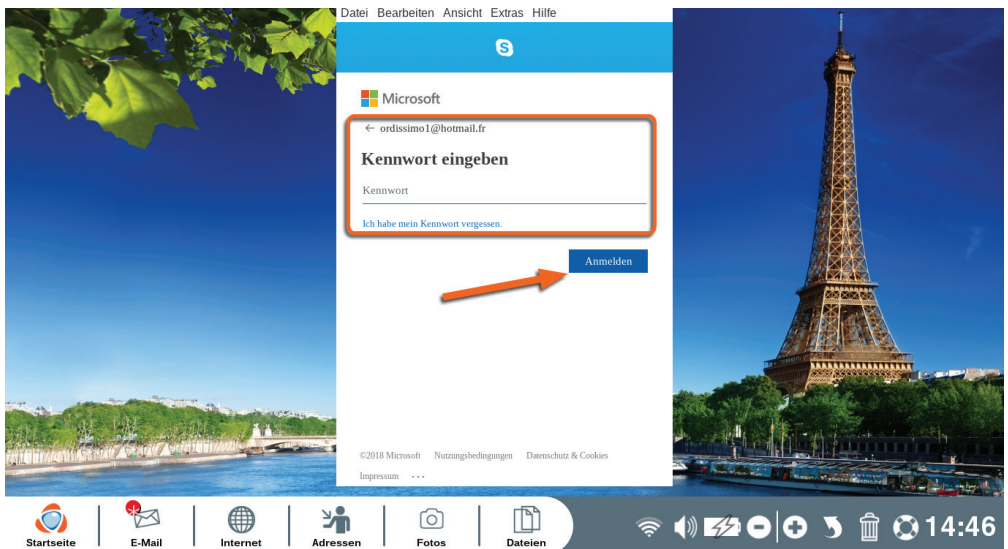 Datei Bearbeiten Ansicht Extras Hilfe
S
Microsoft
← ordissimo1@hotmail.fr
Kennwort eingeben
Kennwort
Ich habe mein Kennwort vergessen.
Anmelden
©2018 Microsoft Nutzungsbedingungen Datenschutz & Cookies
Impressum ...
Startseite E-Mail Internet Adressen Fotos Dateien 14:46